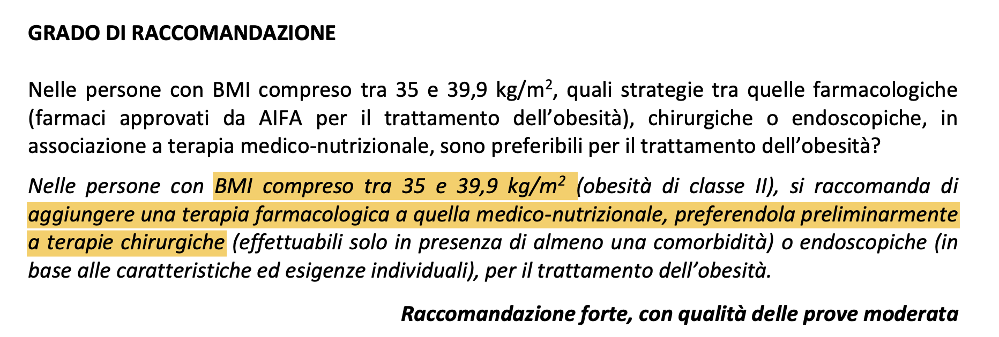 GRADO DI RACCOMANDAZIONE
Nelle persone con BMI compreso tra 35 e 39,9 kg/m², quali strategie tra quelle farmacologiche
(farmaci approvati da AIFA per il trattamento dell’obesità), chirurgiche o endoscopiche, in
associazione a terapia medico-nutrizionale, sono preferibili per il trattamento dell’obesità?
Nelle persone con BMI compreso tra 35 e 39,9 kg/m² (obesità di classe II), si raccomanda di
aggiungere una terapia farmacologica a quella medico-nutrizionale, preferendola preliminarmente
a terapie chirurgiche (effettuabili solo in presenza di almeno una comorbidità) o endoscopiche (in
base alle caratteristiche ed esigenze individuali), per il trattamento dell’obesità.
Raccomandazione forte, con qualità delle prove moderata